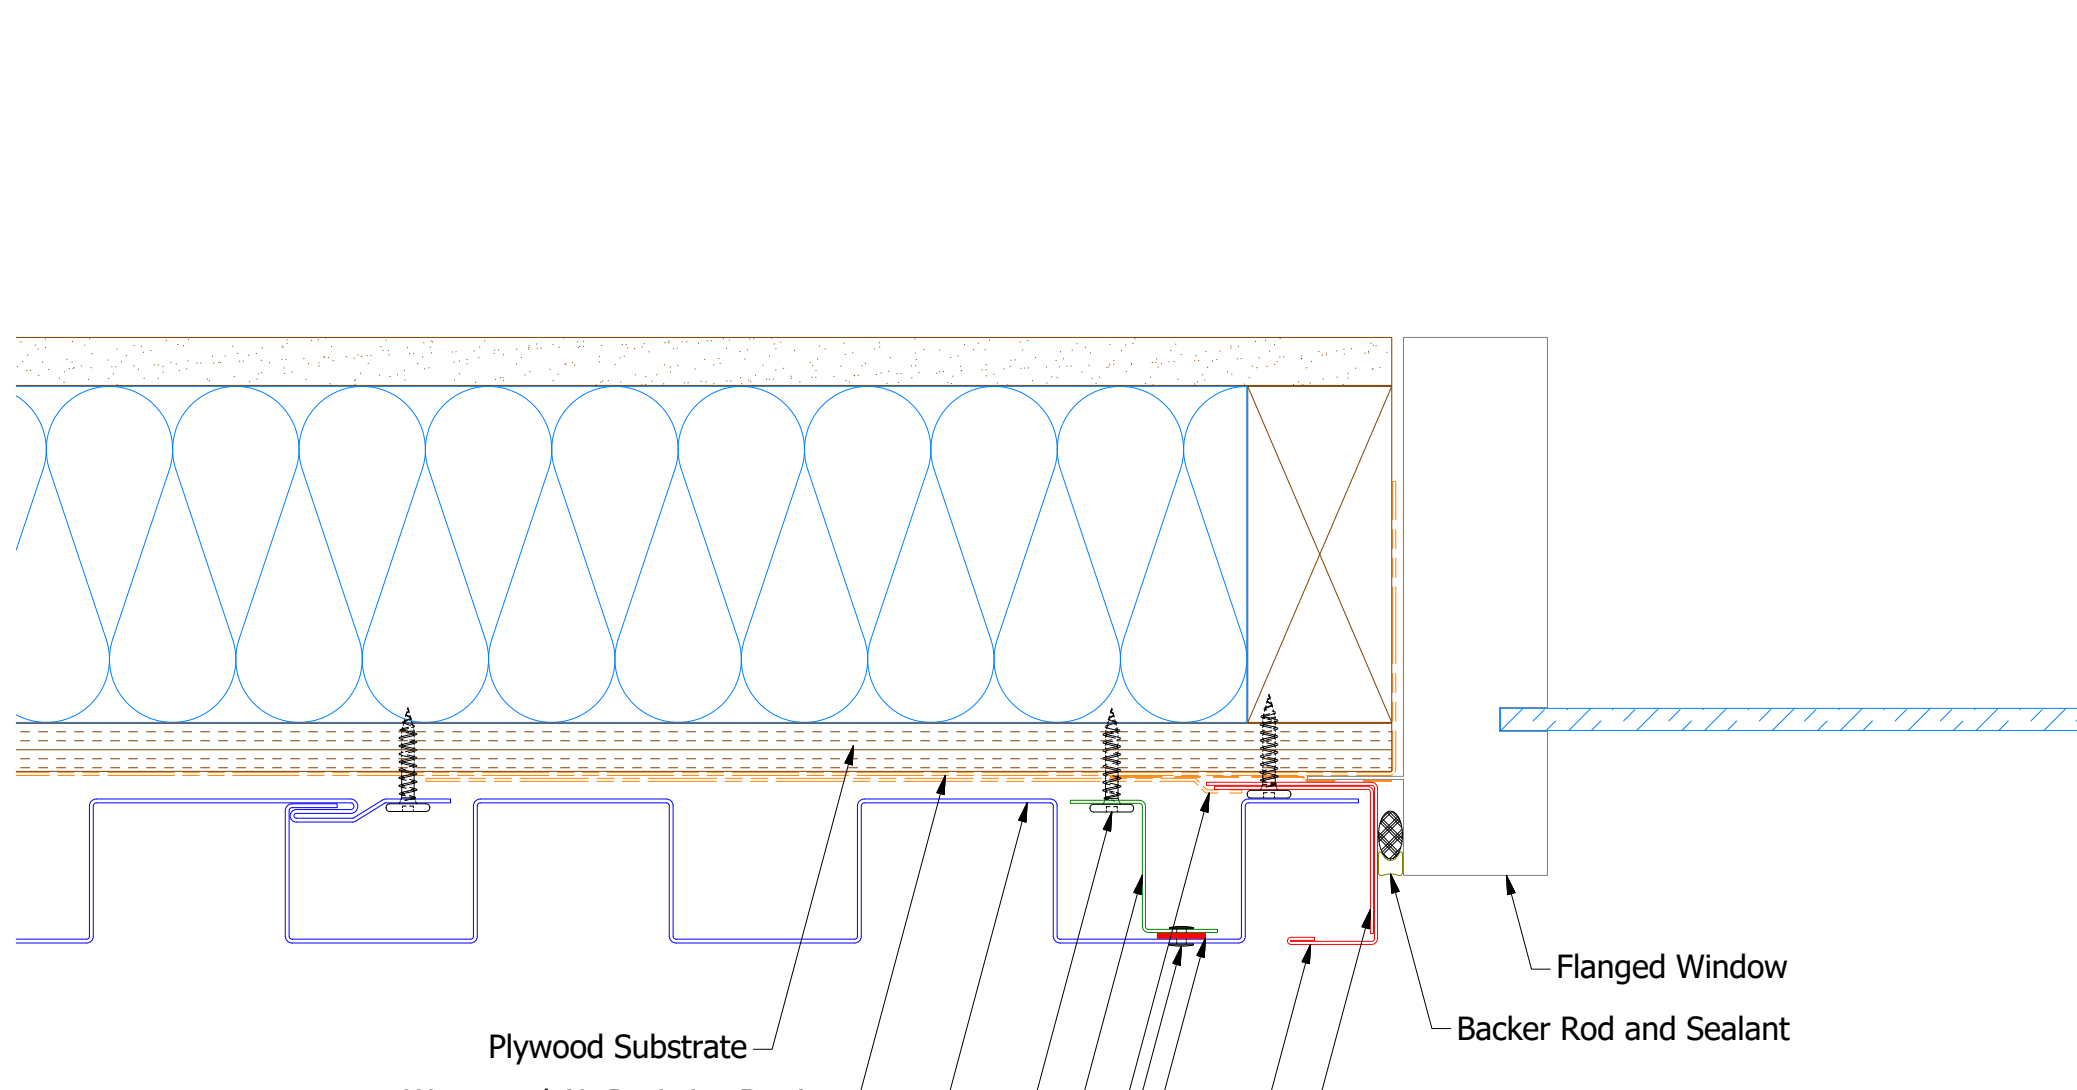 Flanged Window
Backer Rod and Sealant
Plywood Substrate